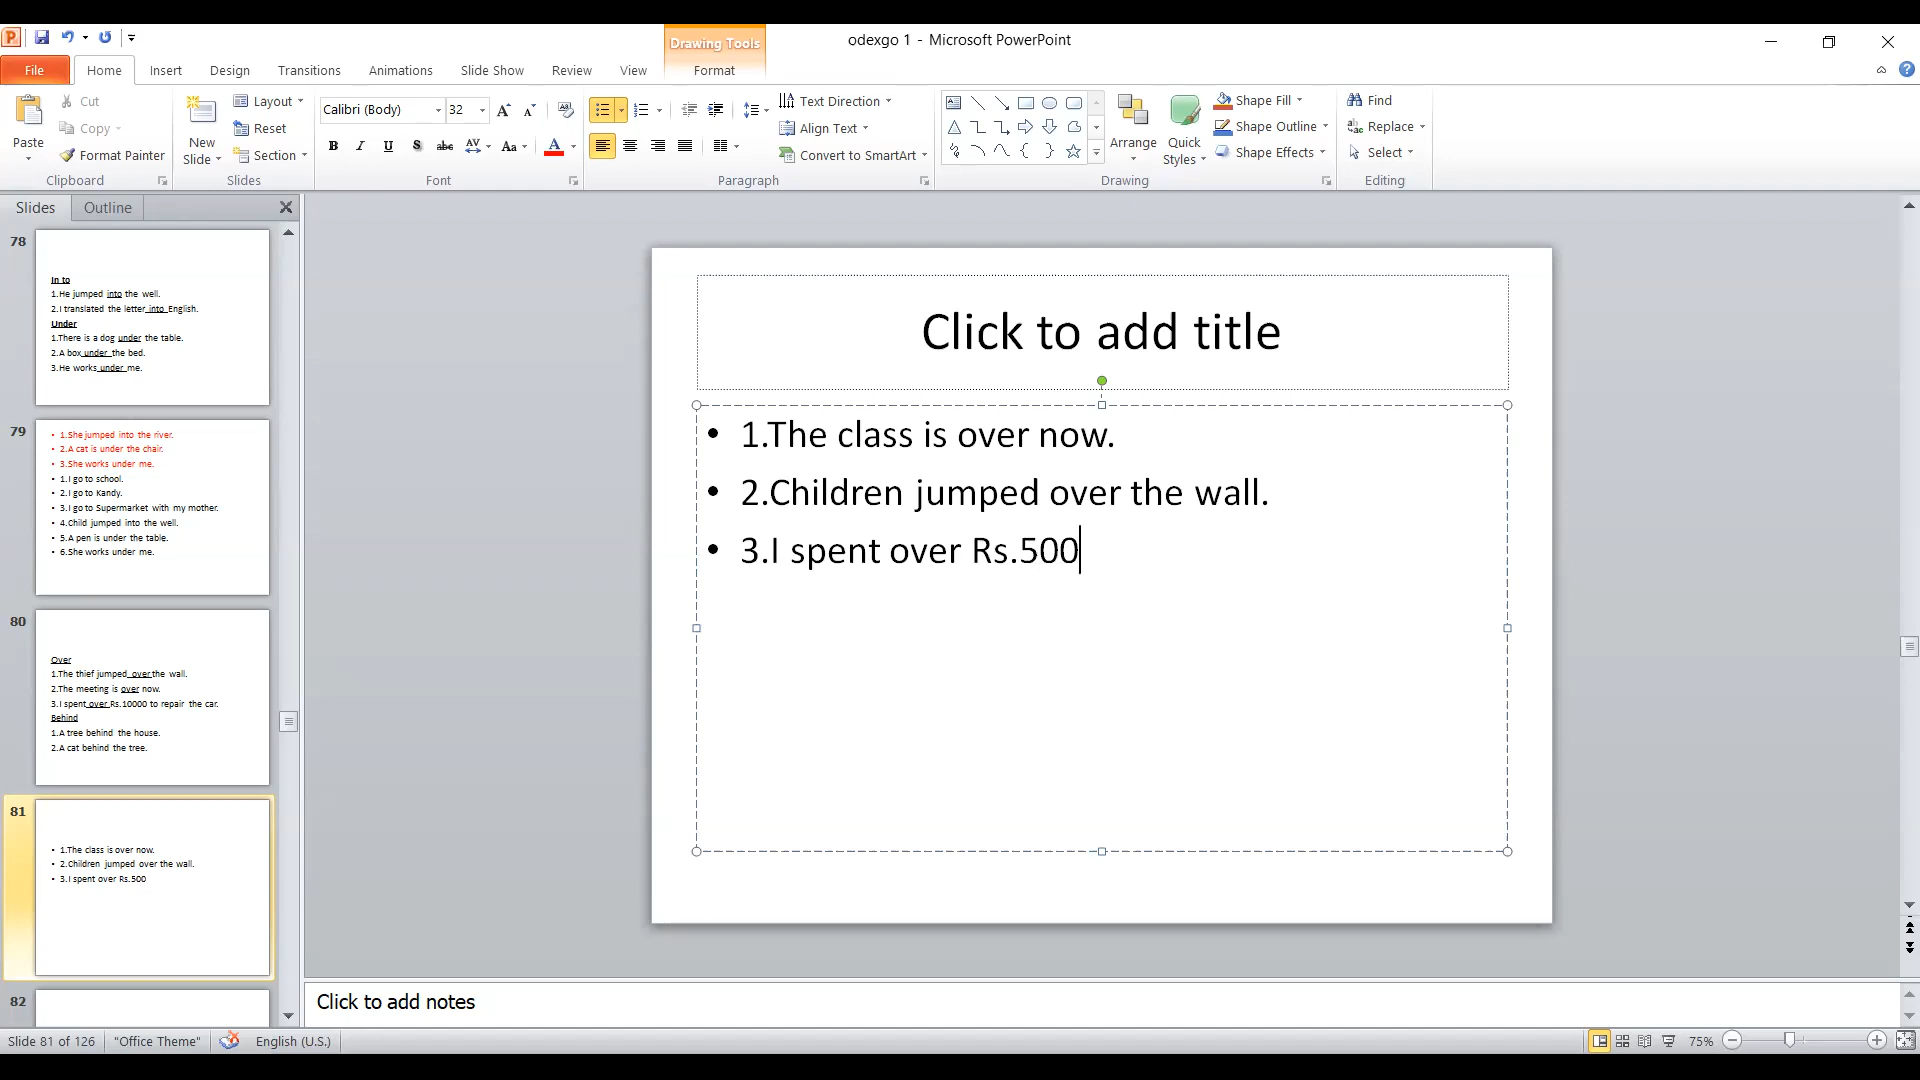 Drawing Tools
odexgo 1 - Microsoft PowerPoint
File Home Insert Design Transitions Animations Slide Show Review View Format
Paste
Cut
Copy
Format Painter
Clipboard
New Slide
Layout
Reset
Section
Slides
Calibri (Body) 32
Font
Paragraph
Text Direction
Align Text
Convert to SmartArt
Arrange
Quick Styles
Shape Fill
Shape Outline
Shape Effects
Drawing
Find
Replace
Select
Editing
Slides Outline
78
In to
1.He jumped into the well.
2.I translated the letter into English.
Under
1.There is a dog under the table.
2.A box under the bed.
3.He works under me.
79
• 1.She jumped into the river.
• 2.A cat is under the chair.
• 3.She works under me.
• 1.I go to school.
• 2.I go to Kandy.
• 3.I go to Supermarket with my mother.
• 4.Child jumped into the well.
• 5.A pen is under the table.
• 6.She works under me.
80
Over
1.The thief jumped over the wall.
2.The meeting is over now.
3.I spent over Rs.10000 to repair the car.
Behind
1.A tree behind the house.
2.A cat behind the tree.
81
• 1.The class is over now.
• 2.Children jumped over the wall.
• 3.I spent over Rs.500
82
Click to add title
• 1.The class is over now.
• 2.Children jumped over the wall.
• 3.I spent over Rs.500
Click to add notes
Slide 81 of 126 "Office Theme" English (U.S.) 75%